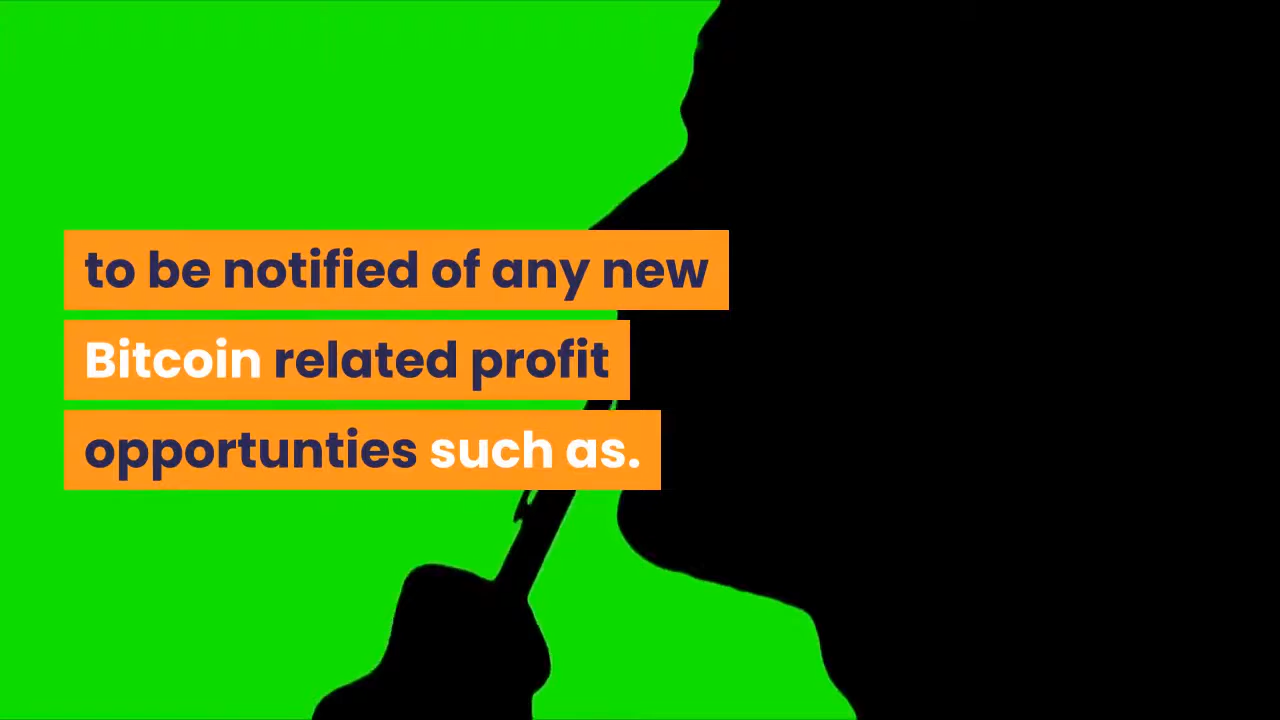 to be notified of any new
Bitcoin related profit
opportunties such as.